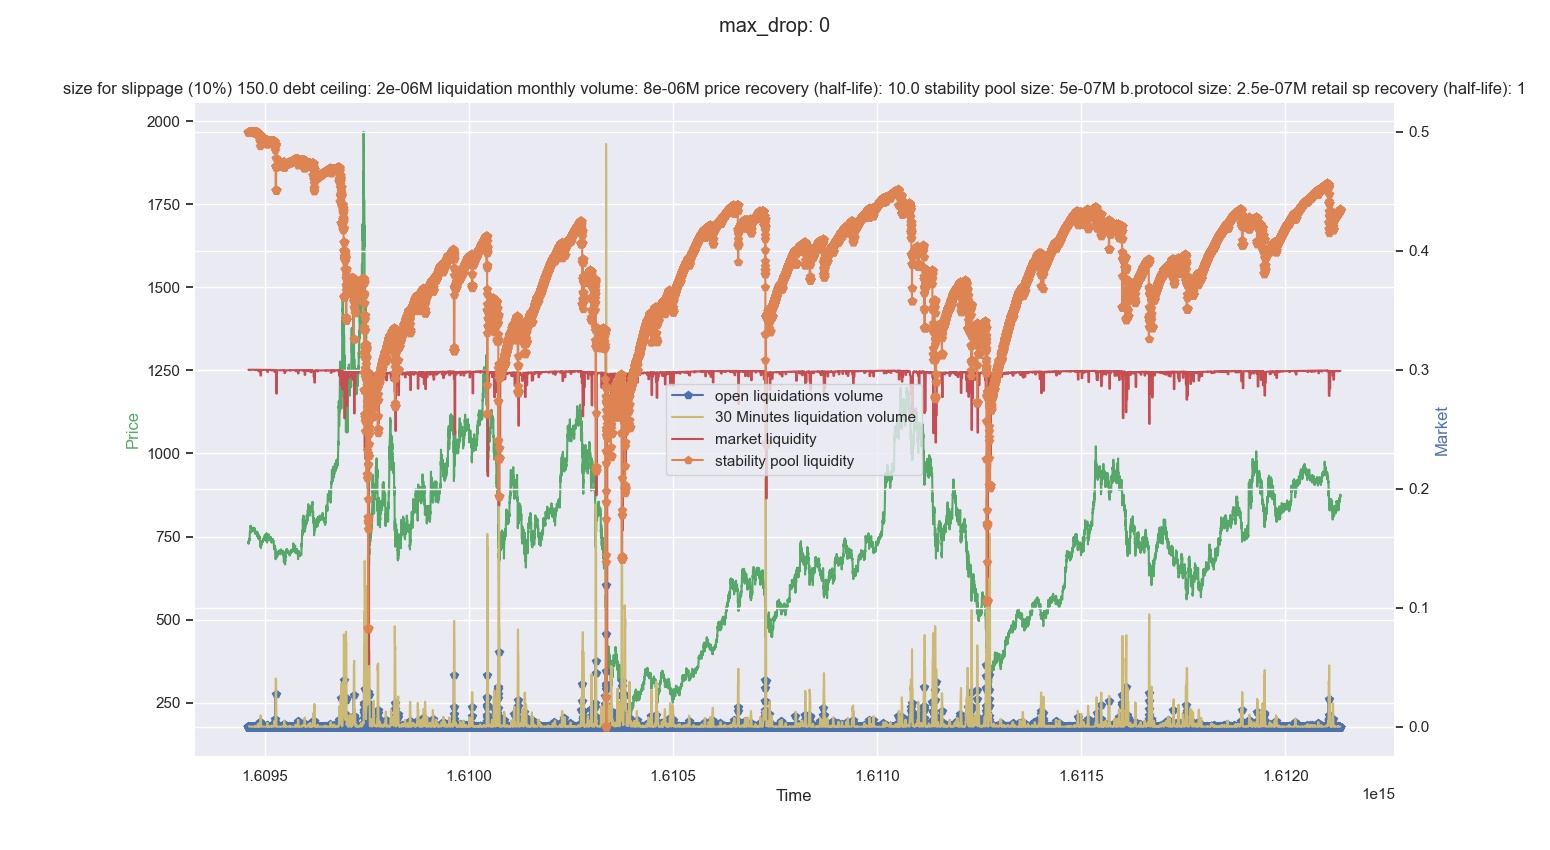 max_drop: 0
size for slippage (10%) 150.0 debt ceiling: 2e-06M liquidation monthly volume: 8e-06M price recovery (half-life): 10.0 stability pool size: 5e-07M b.protocol size: 2.5e-07M retail sp recovery (half-life): 1
2000
1750
1500
1250
1000
750
500
250
Price
0.5
0.4
0.3
0.2
0.1
0.0
Market
open liquidations volume
30 Minutes liquidation volume
market liquidity
stability pool liquidity
1.6095 1.6100 1.6105 1.6110 1.6115 1.6120
Time
1e15